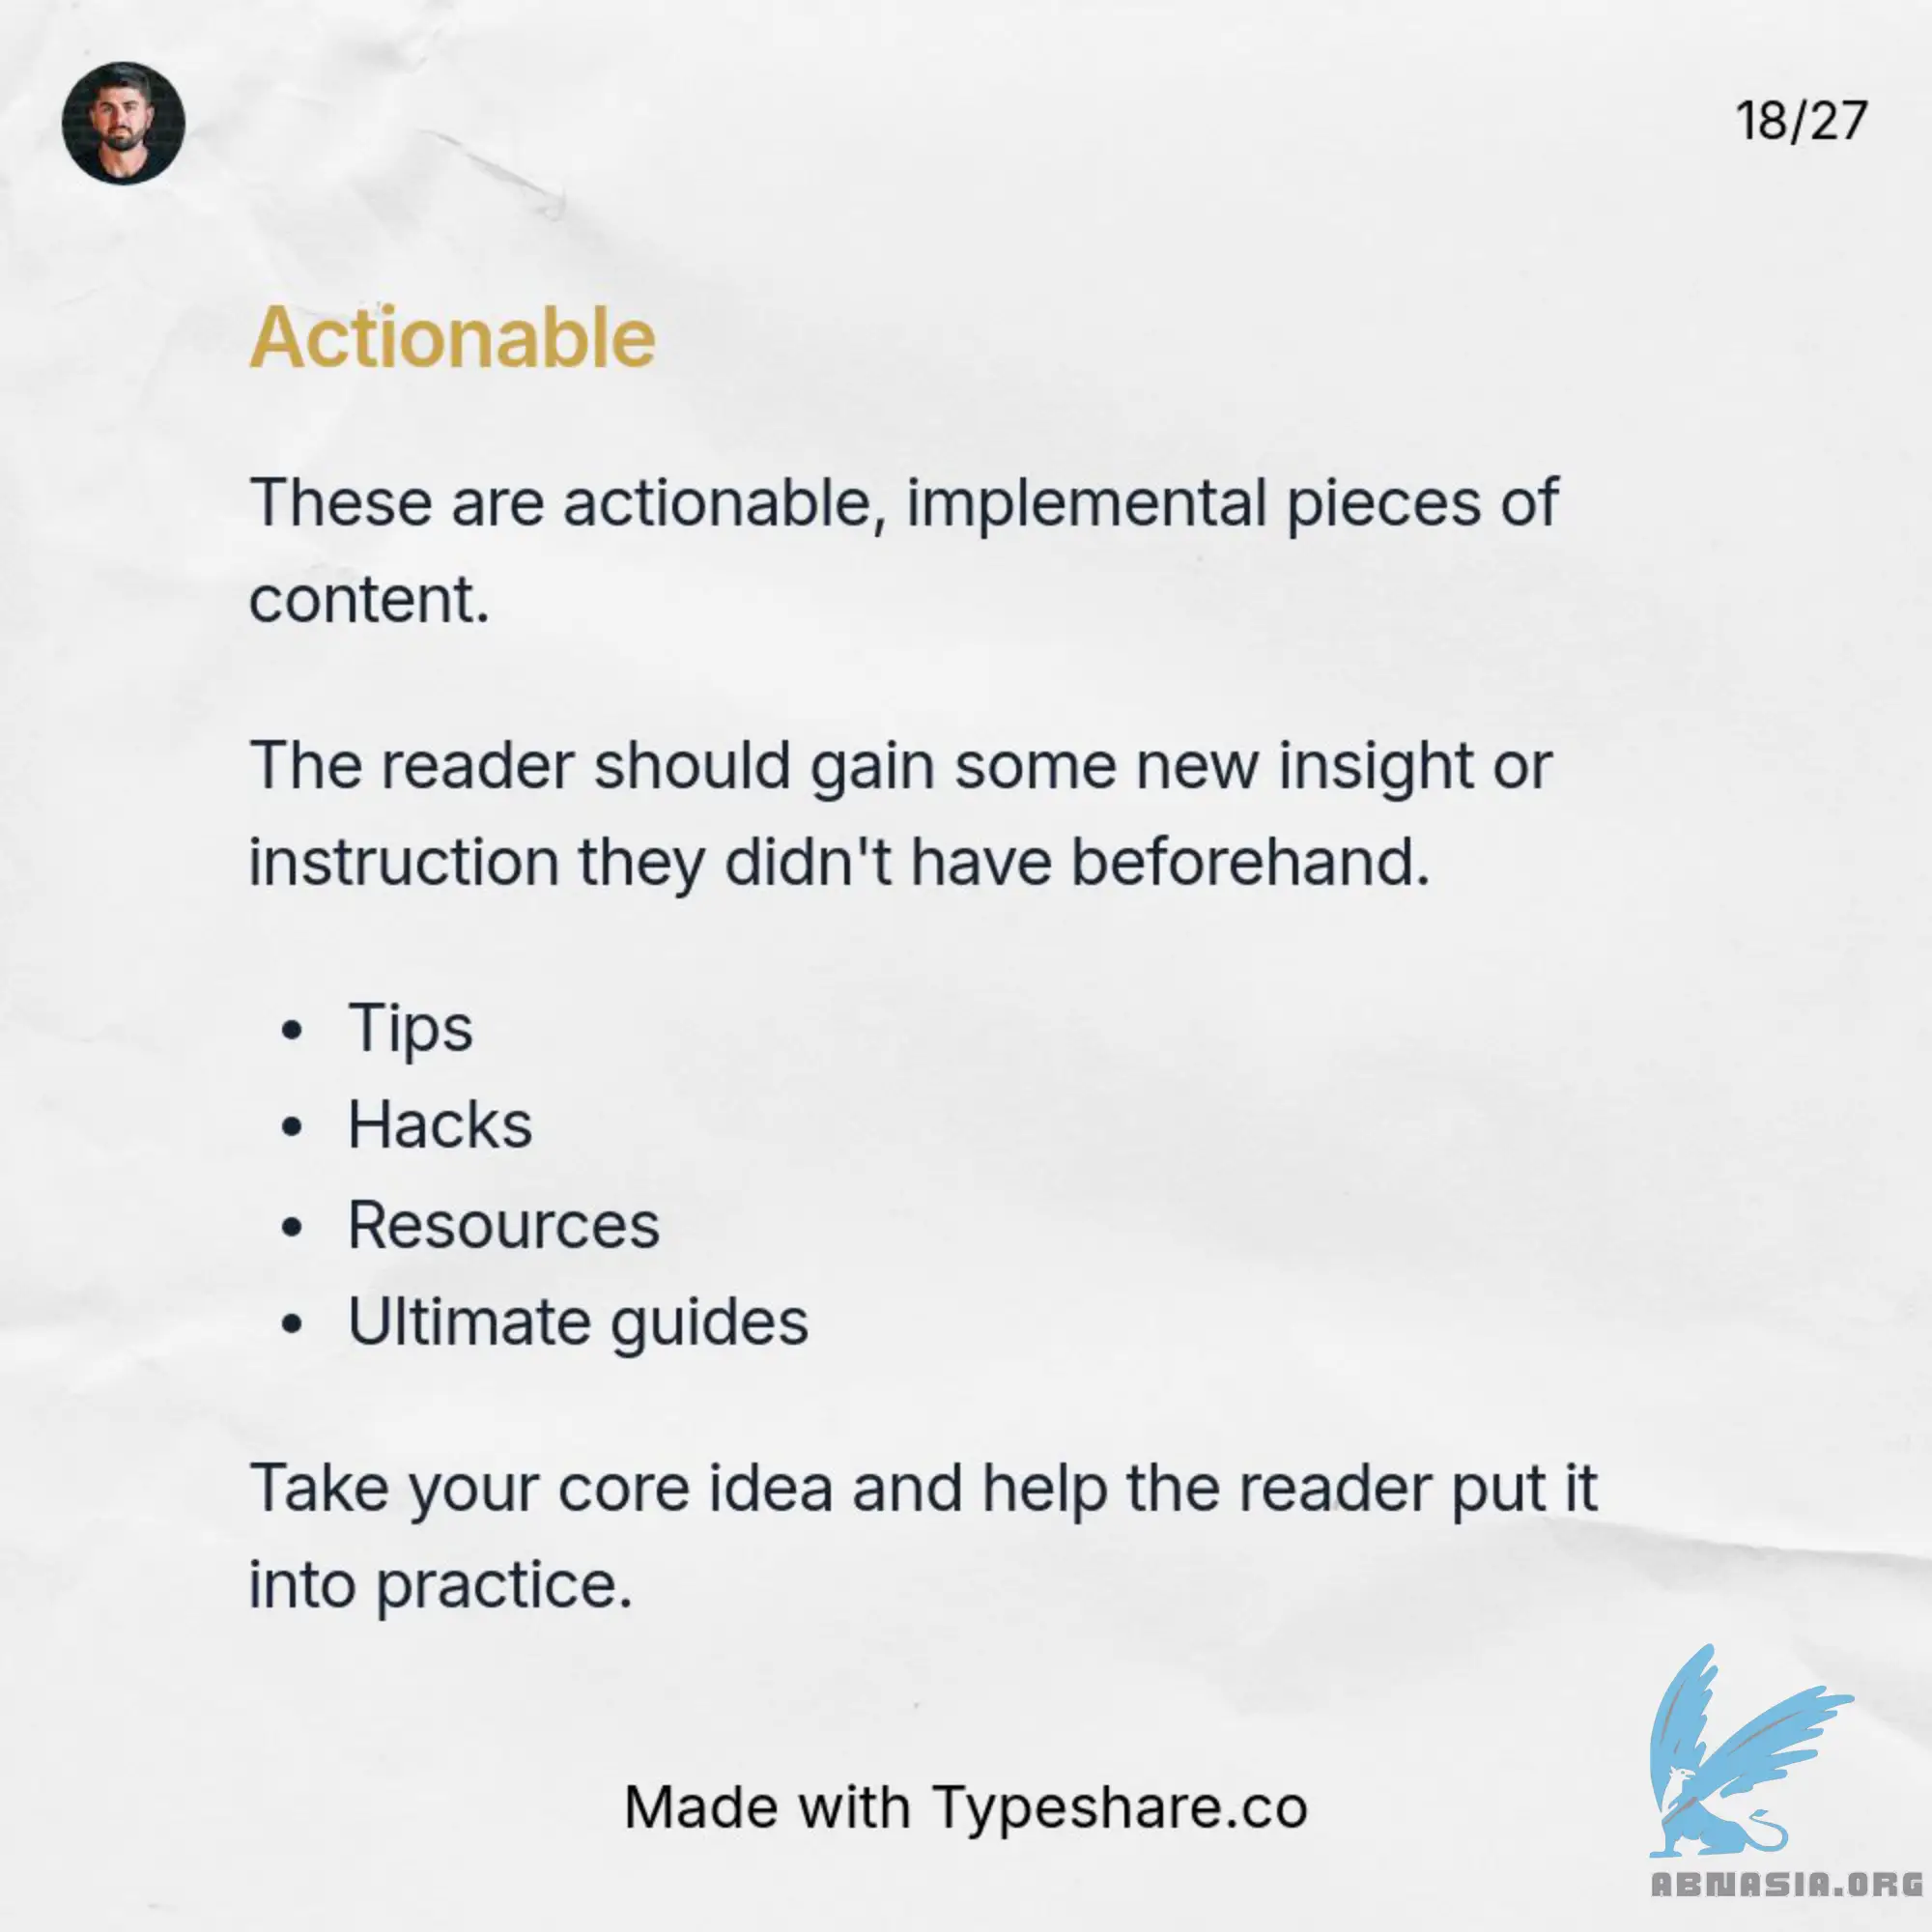 18/27
Actionable
These are actionable, implemental pieces of
content.
The reader should gain some new insight or
instruction they didn't have beforehand.
• Tips
• Hacks
• Resources
• Ultimate guides
Take your core idea and help the reader put it
into practice.
Made with Typeshare.co
ABNASIA.ORG